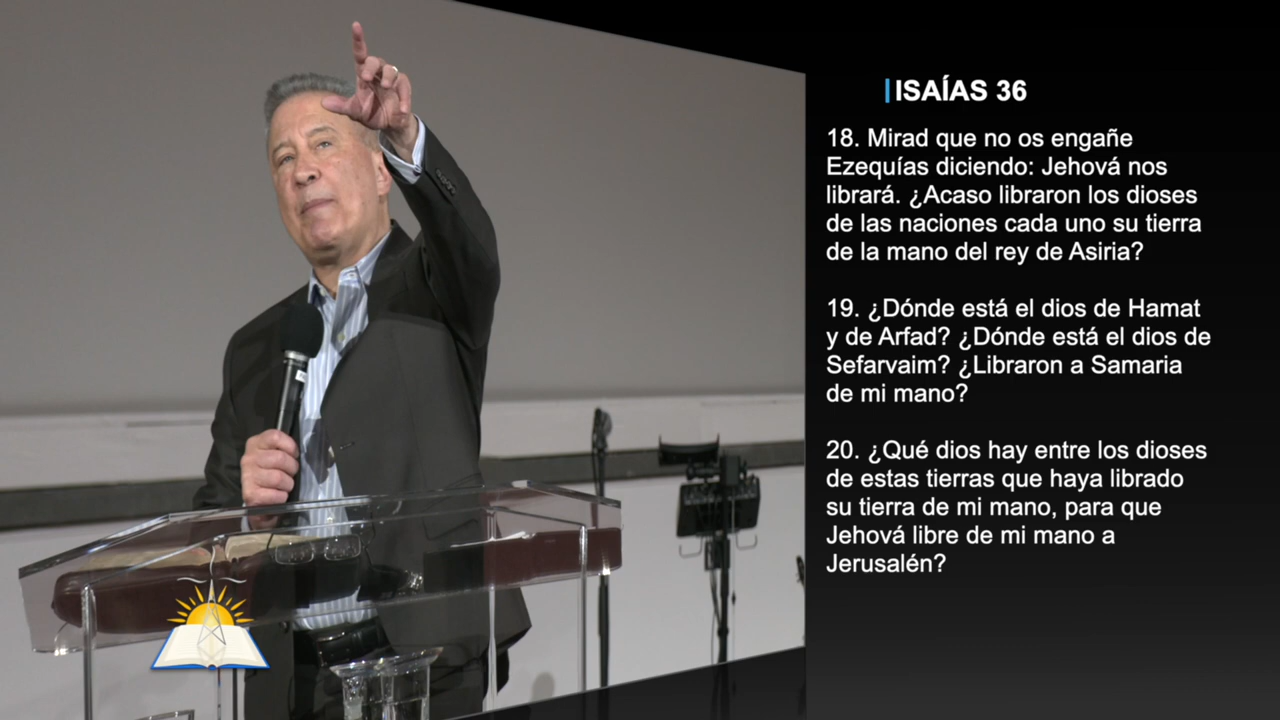 ISAÍAS 36
18. Mirad que no os engañe
Ezequías diciendo: Jehová nos
librará. ¿Acaso libraron los dioses
de las naciones cada uno su tierra
de la mano del rey de Asiria?
19. ¿Dónde está el dios de Hamat
y de Arfad? ¿Dónde está el dios de
Sefarvaim? ¿Libraron a Samaria
de mi mano?
20. ¿Qué dios hay entre los dioses
de estas tierras que haya librado
su tierra de mi mano, para que
Jehová libre de mi mano a
Jerusalén?